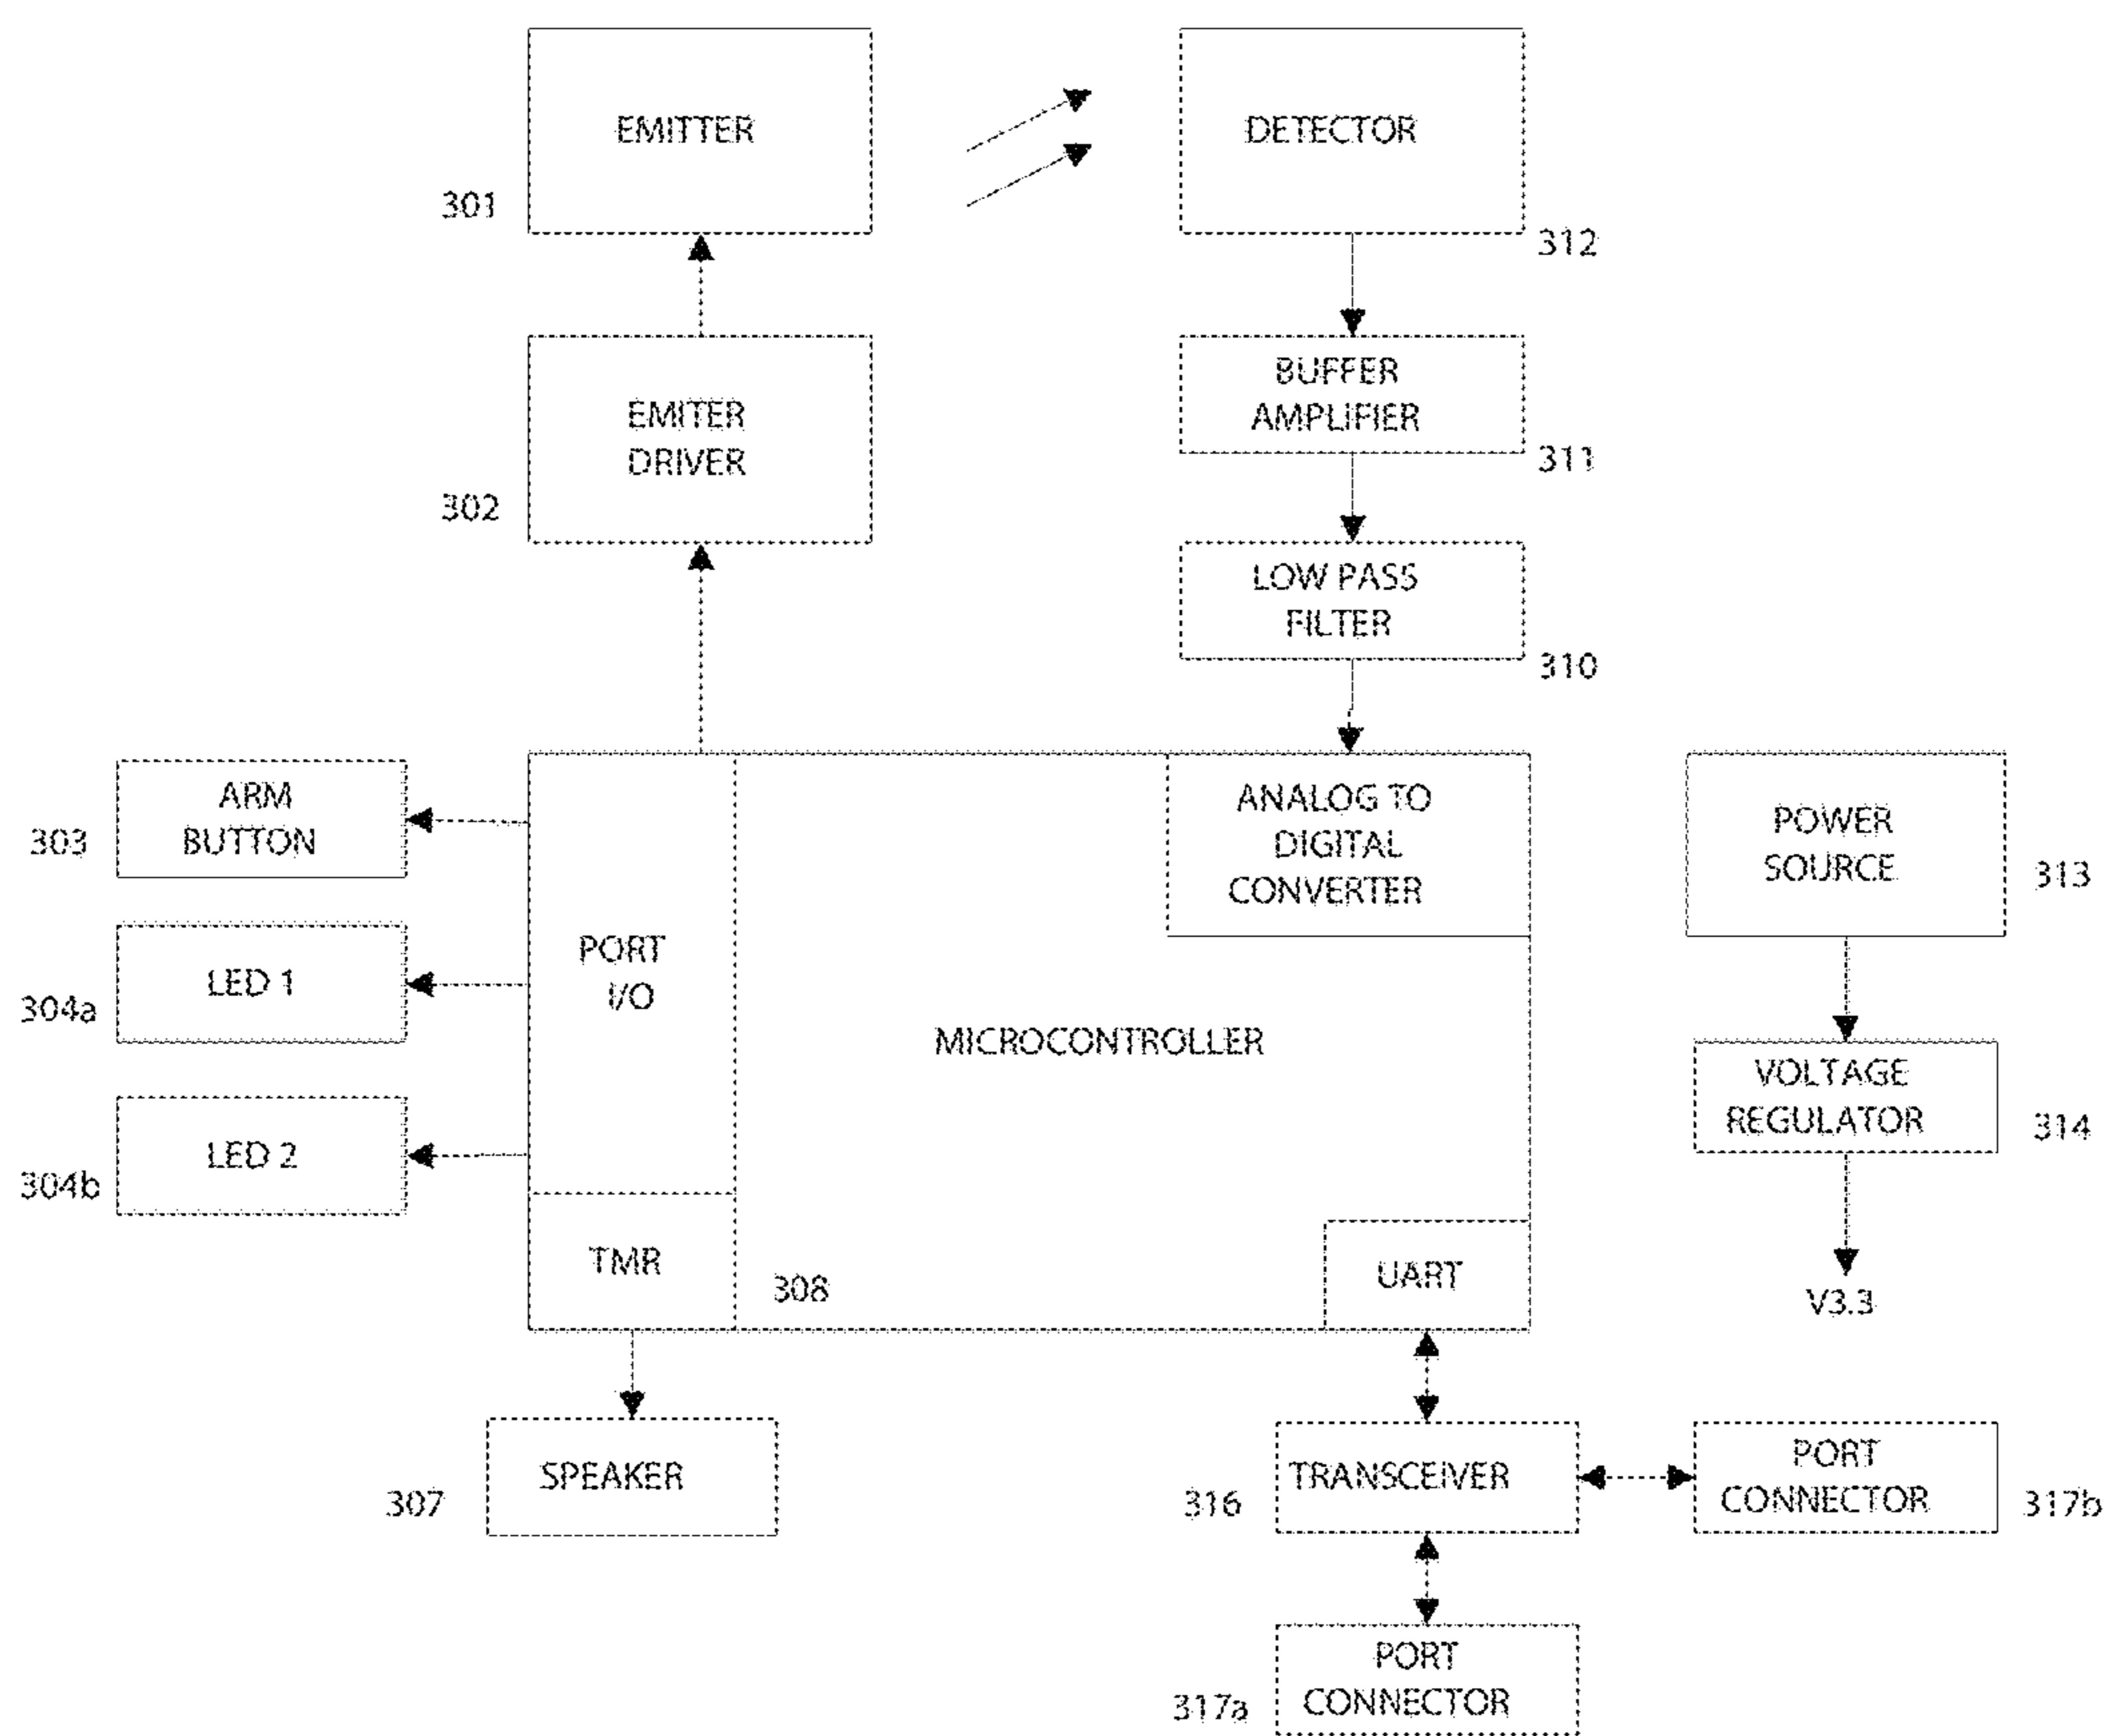 EMITTER
301
DETECTOR
312
EMITER
DRIVER
302
BUFFER
AMPLIFIER
311
LOW PASS
FILTER
310
ARM
BUTTON
303
LED 1
304a
LED 2
304b
PORT
I/O
TMR
308
MICROCONTROLLER
ANALOG TO
DIGITAL
CONVERTER
UART
POWER
SOURCE
313
VOLTAGE
REGULATOR
314
V3.3
SPEAKER
307
TRANSCEIVER
316
PORT
CONNECTOR
317b
PORT
CONNECTOR
317a